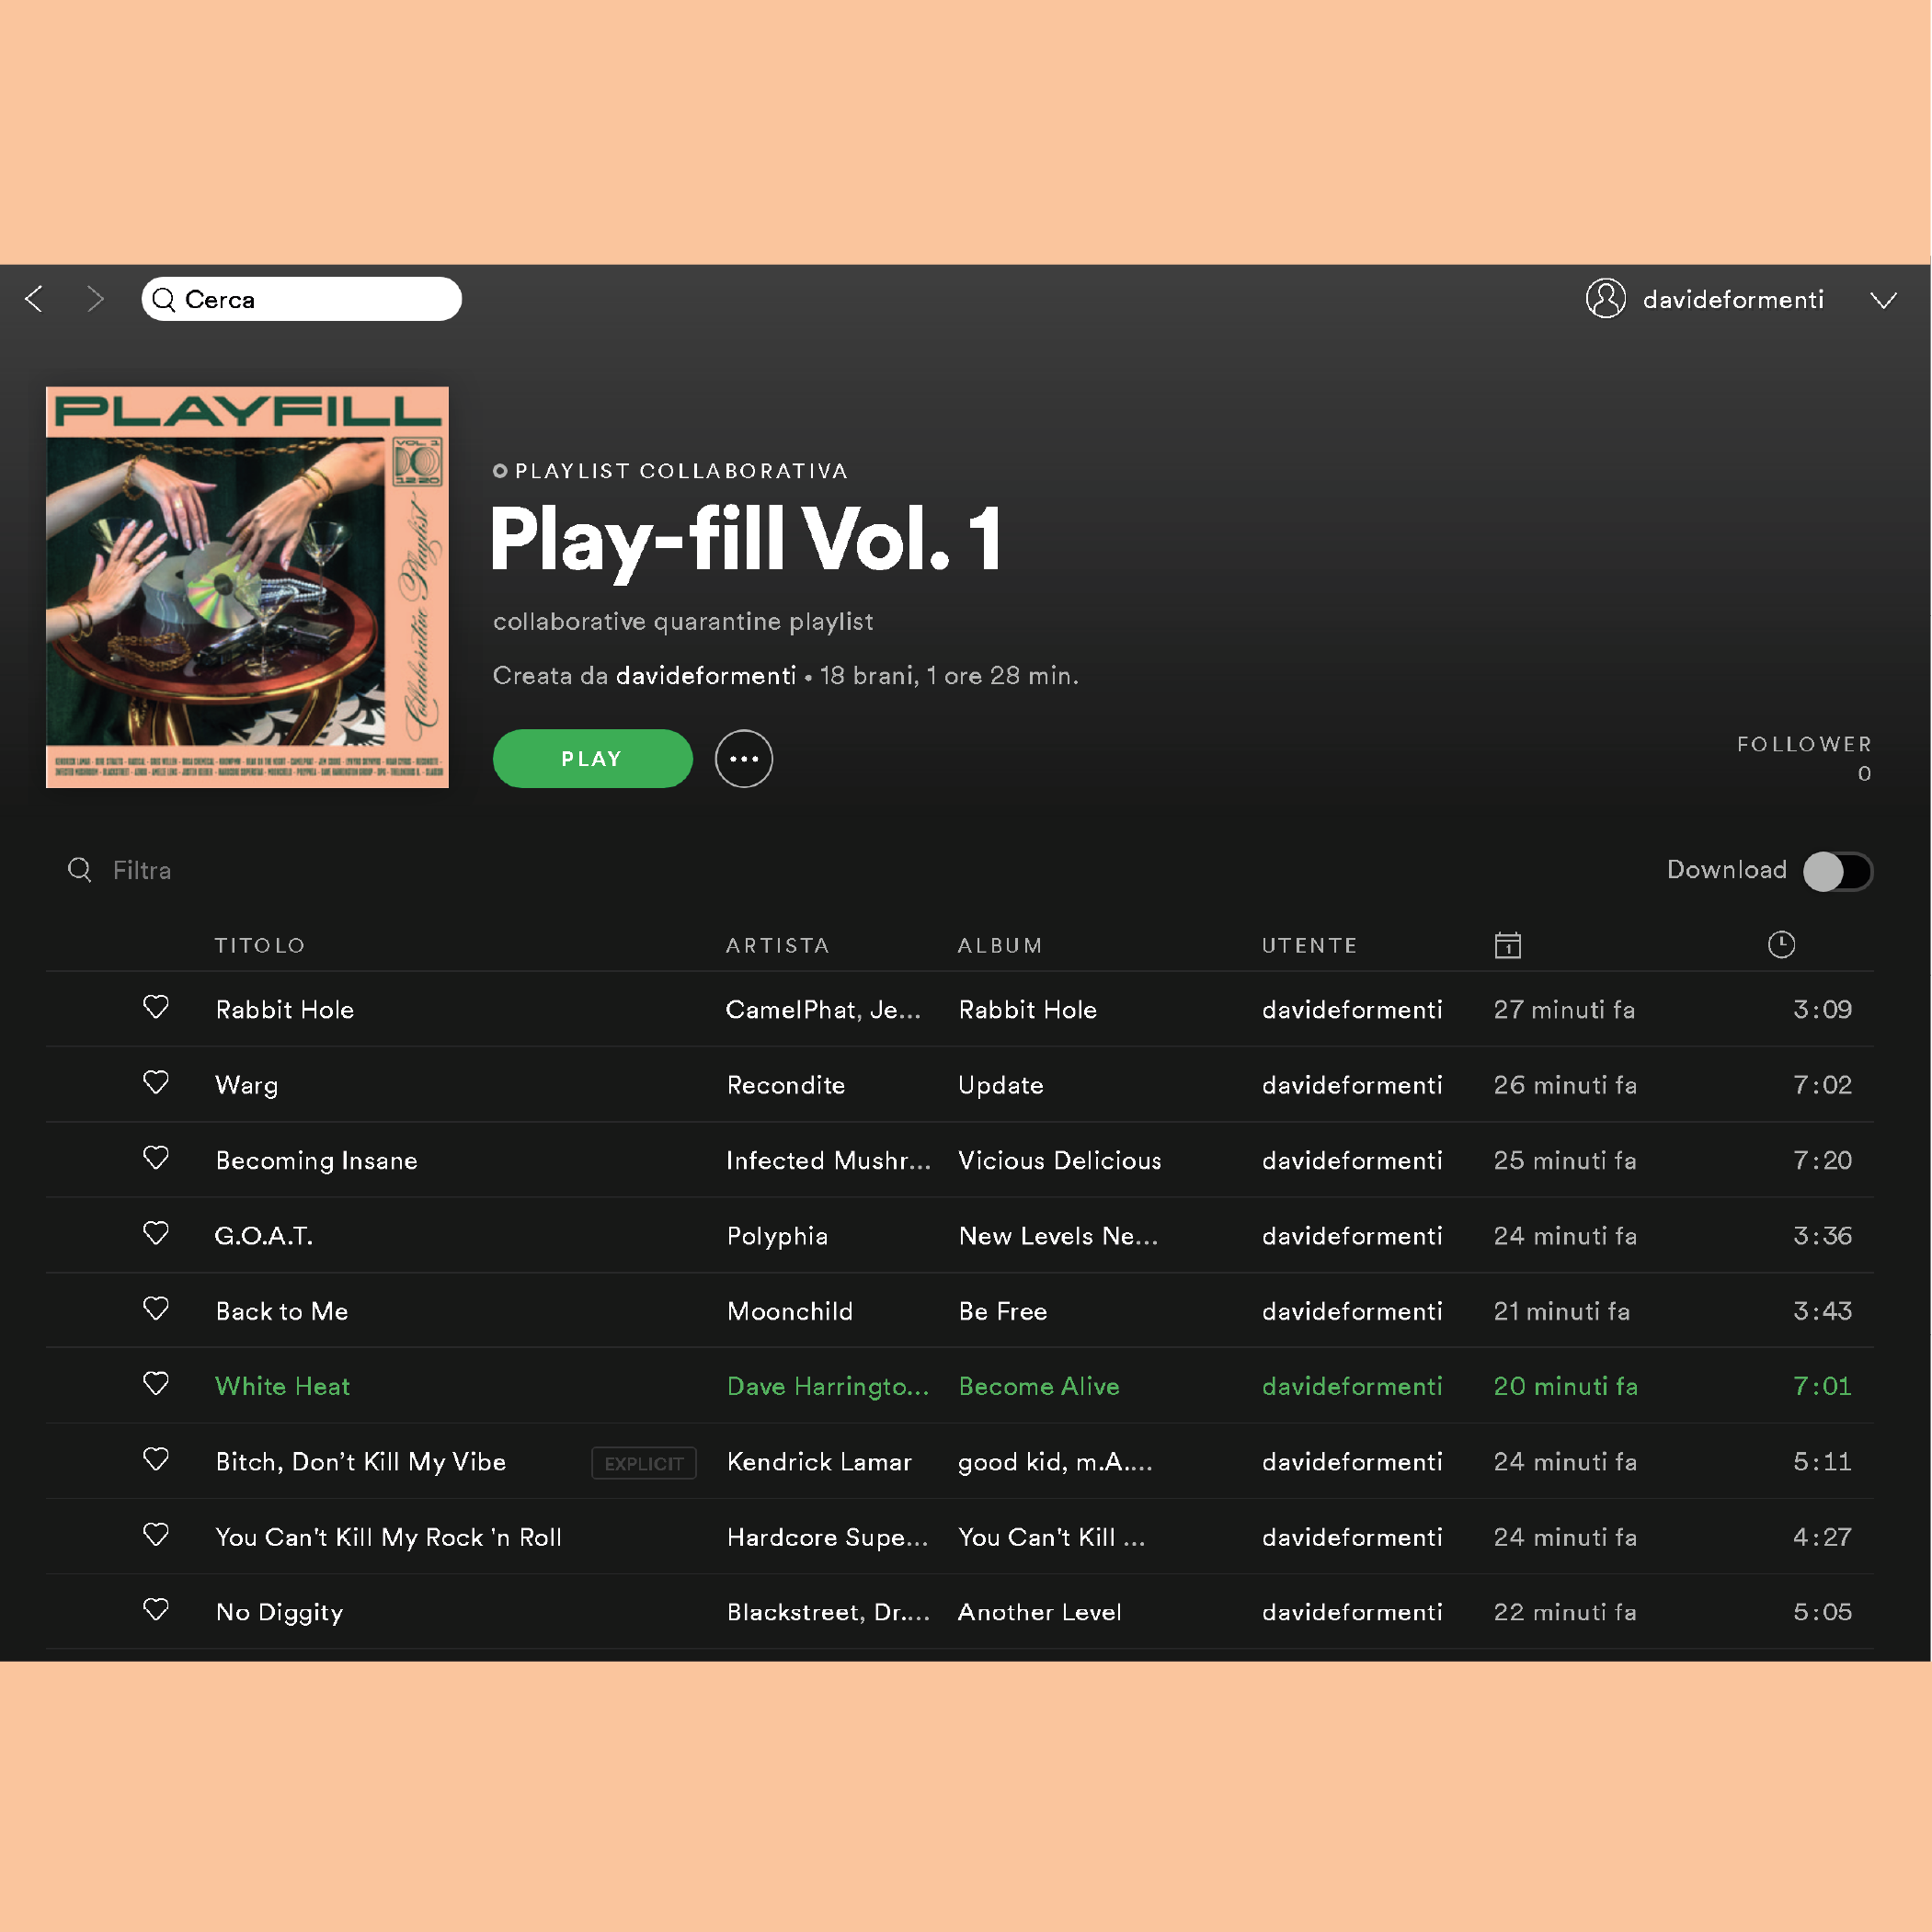 Cerca
davideformenti
PLAYFILL
VOL. 1
12 20
Collaborative Playlist
PLAYLIST COLLABORATIVA
Play-fill Vol. 1
collaborative quarantine playlist
Creata da davideformenti • 18 brani, 1 ore 28 min.
PLAY
FOLLOWER
0
Filtra
Download
TITOLO ARTISTA ALBUM UTENTE
Rabbit Hole CamelPhat, Je... Rabbit Hole davideformenti 27 minuti fa 3:09
Warg Recondite Update davideformenti 26 minuti fa 7:02
Becoming Insane Infected Mushr... Vicious Delicious davideformenti 25 minuti fa 7:20
G.O.A.T. Polyphia New Levels Ne... davideformenti 24 minuti fa 3:36
Back to Me Moonchild Be Free davideformenti 21 minuti fa 3:43
White Heat Dave Harringto... Become Alive davideformenti 20 minuti fa 7:01
Bitch, Don’t Kill My Vibe EXPLICIT Kendrick Lamar good kid, m.A.... davideformenti 24 minuti fa 5:11
You Can't Kill My Rock 'n Roll Hardcore Supe... You Can't Kill ... davideformenti 24 minuti fa 4:27
No Diggity Blackstreet, Dr.... Another Level davideformenti 22 minuti fa 5:05